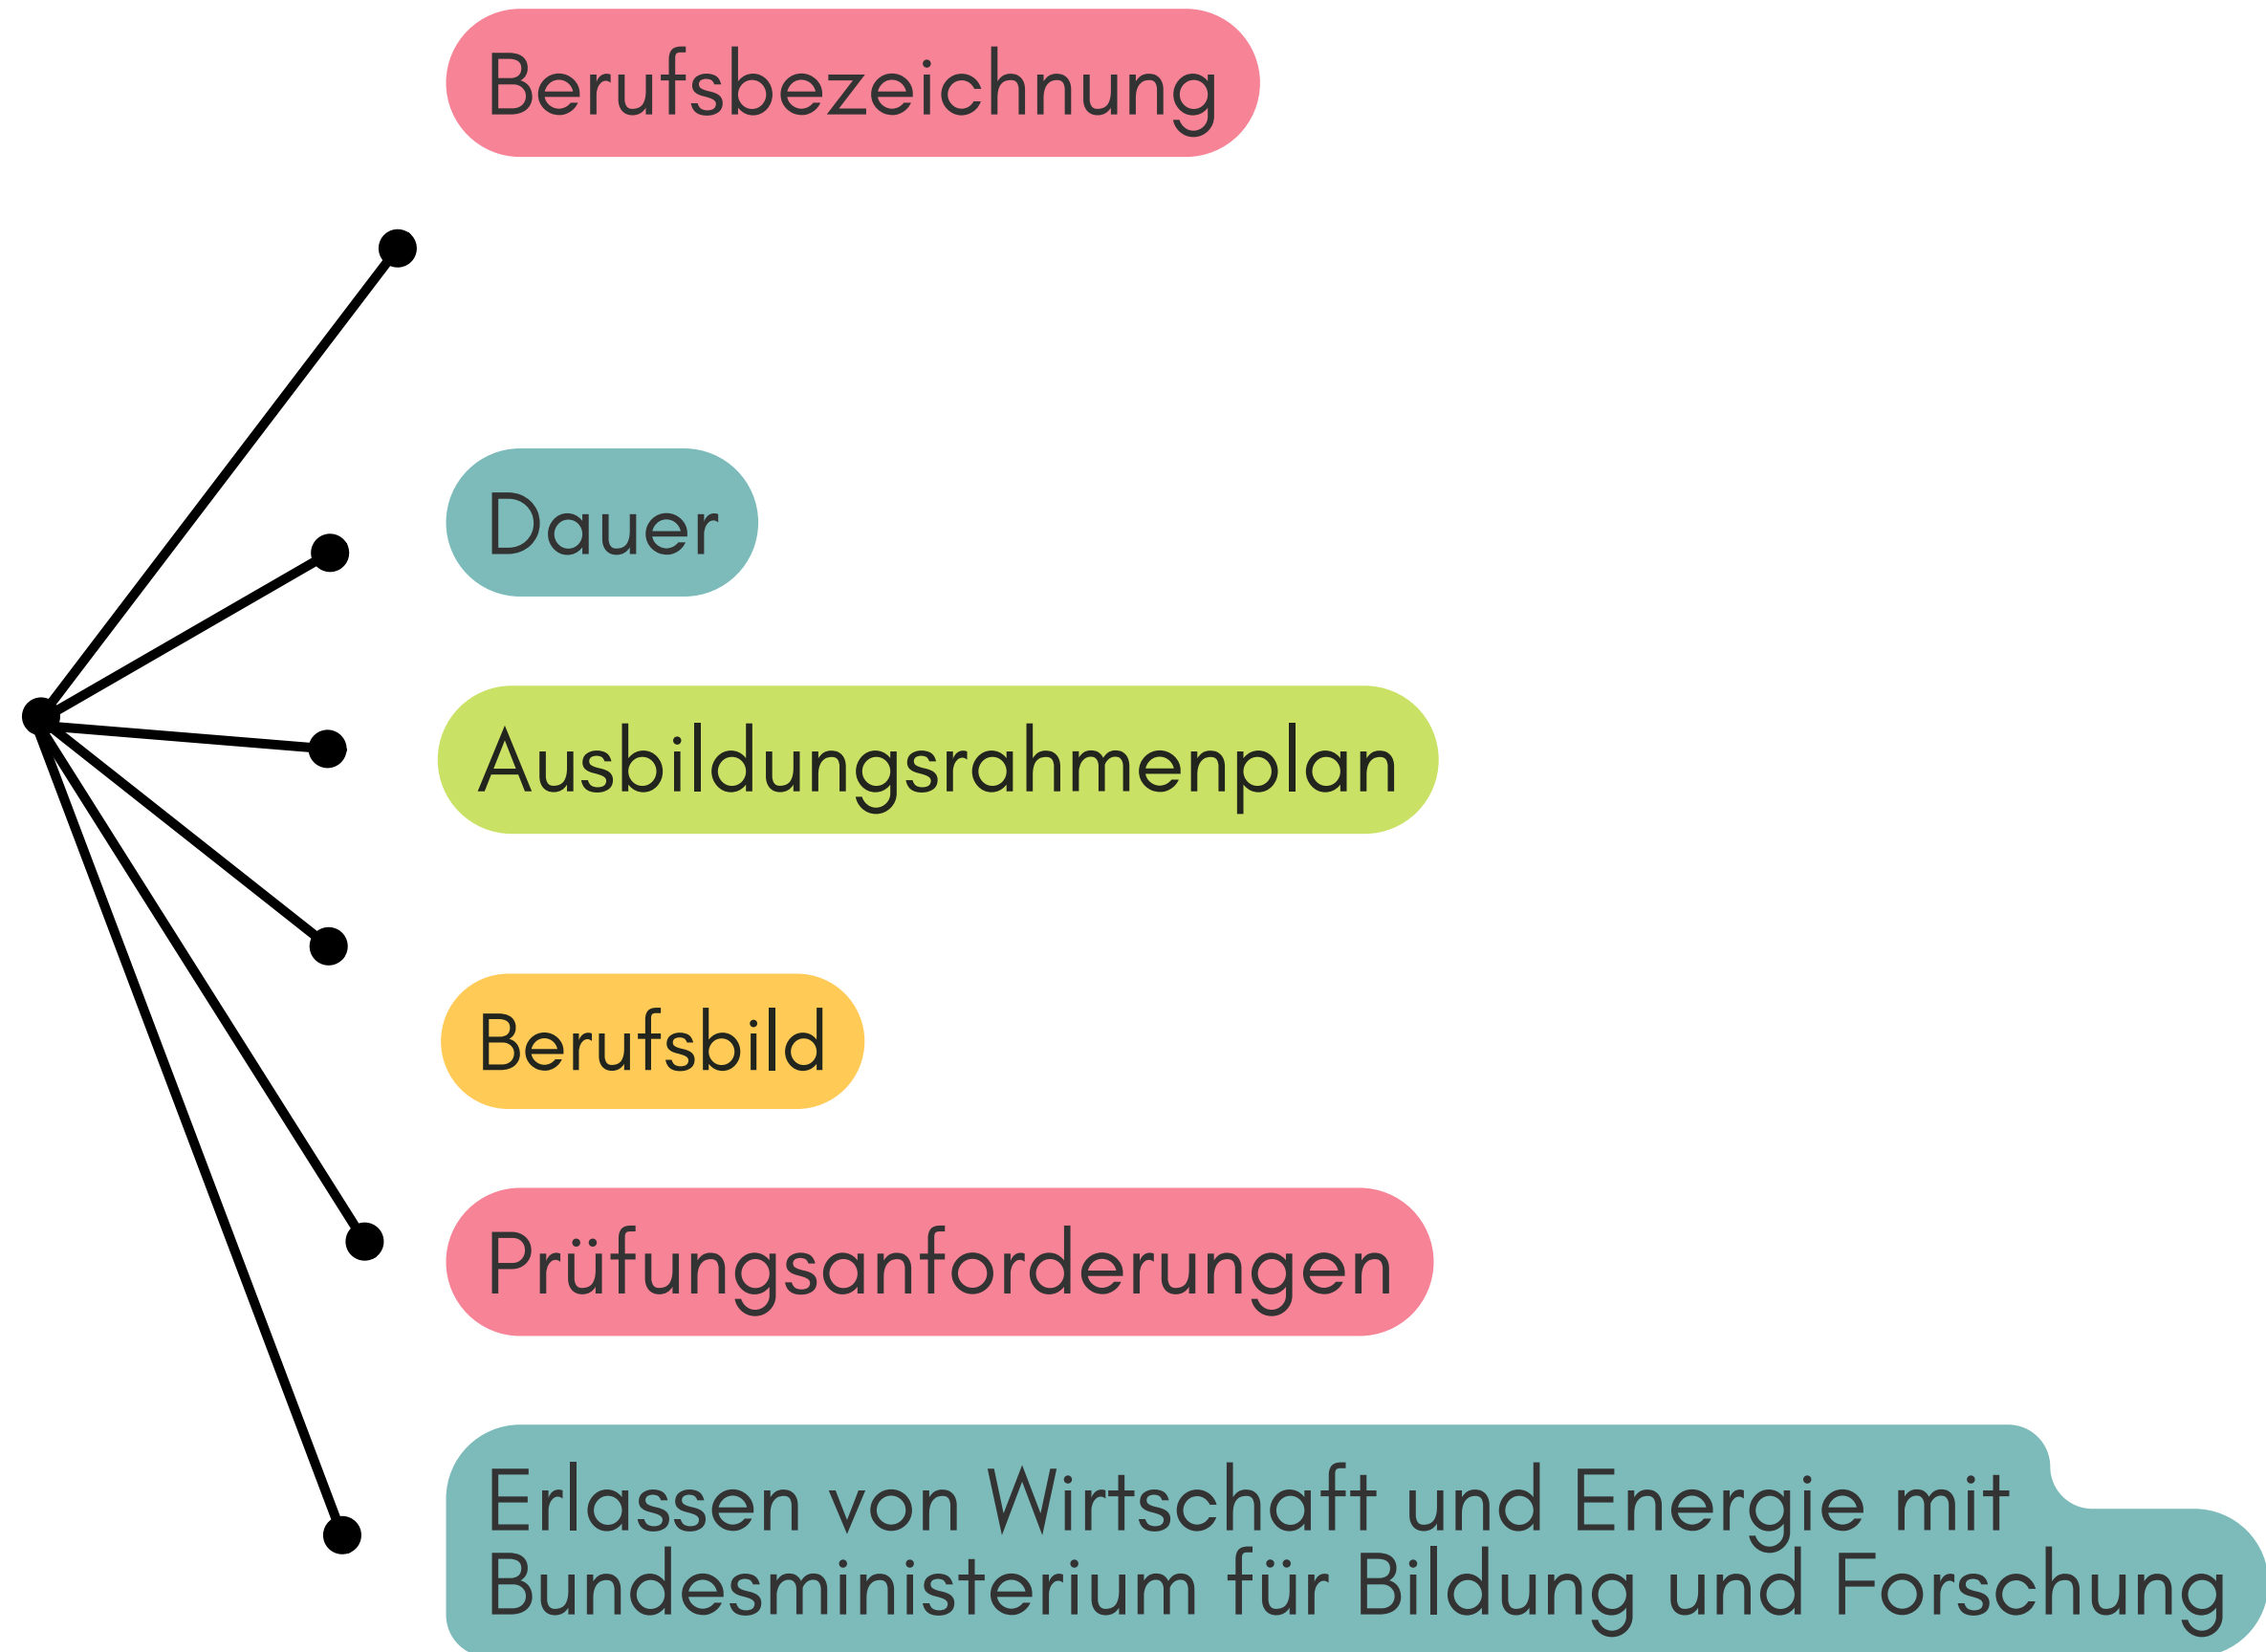 Berufsbezeichnung
Dauer
Ausbildungsrahmenplan
Berufsbild
Prüfungsanforderungen
Erlassen von Wirtschaft und Energie mit
Bundesministerium für Bildung und Forschung